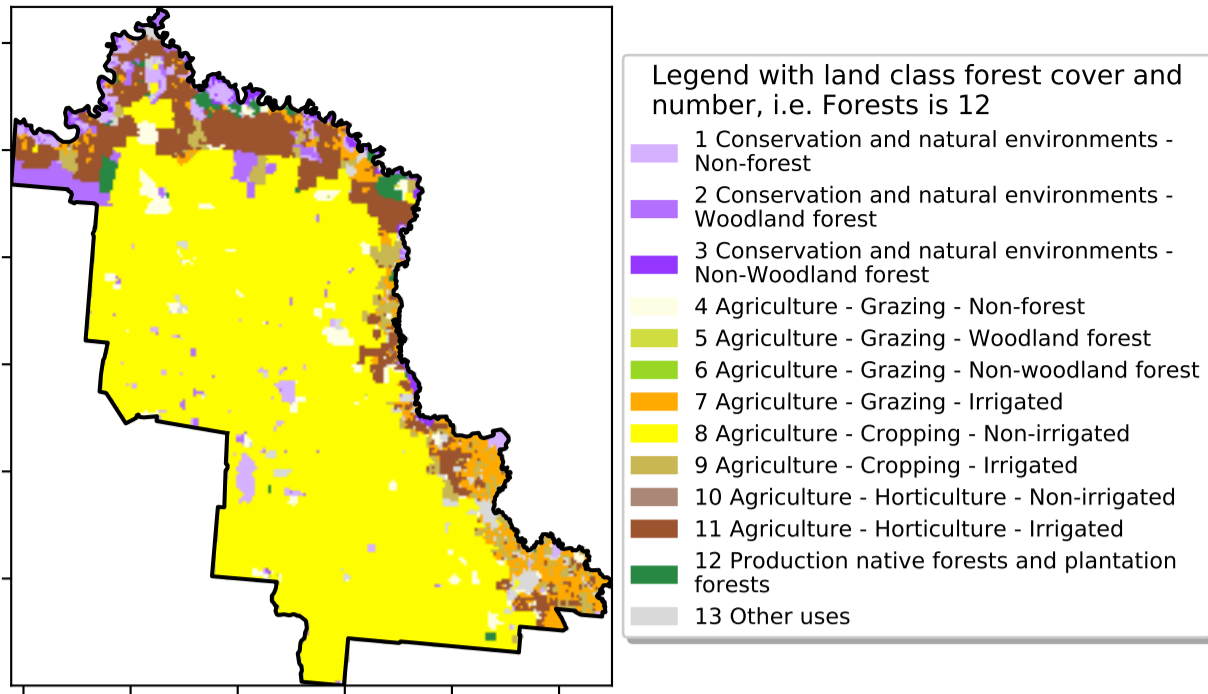 Legend with land class forest cover and
number, i.e. Forests is 12
1 Conservation and natural environments -
Non-forest
2 Conservation and natural environments -
Woodland forest
3 Conservation and natural environments -
Non-Woodland forest
4 Agriculture - Grazing - Non-forest
5 Agriculture - Grazing - Woodland forest
6 Agriculture - Grazing - Non-woodland forest
7 Agriculture - Grazing - Irrigated
8 Agriculture - Cropping - Non-irrigated
9 Agriculture - Cropping - Irrigated
10 Agriculture - Horticulture - Non-irrigated
11 Agriculture - Horticulture - Irrigated
12 Production native forests and plantation
forests
13 Other uses